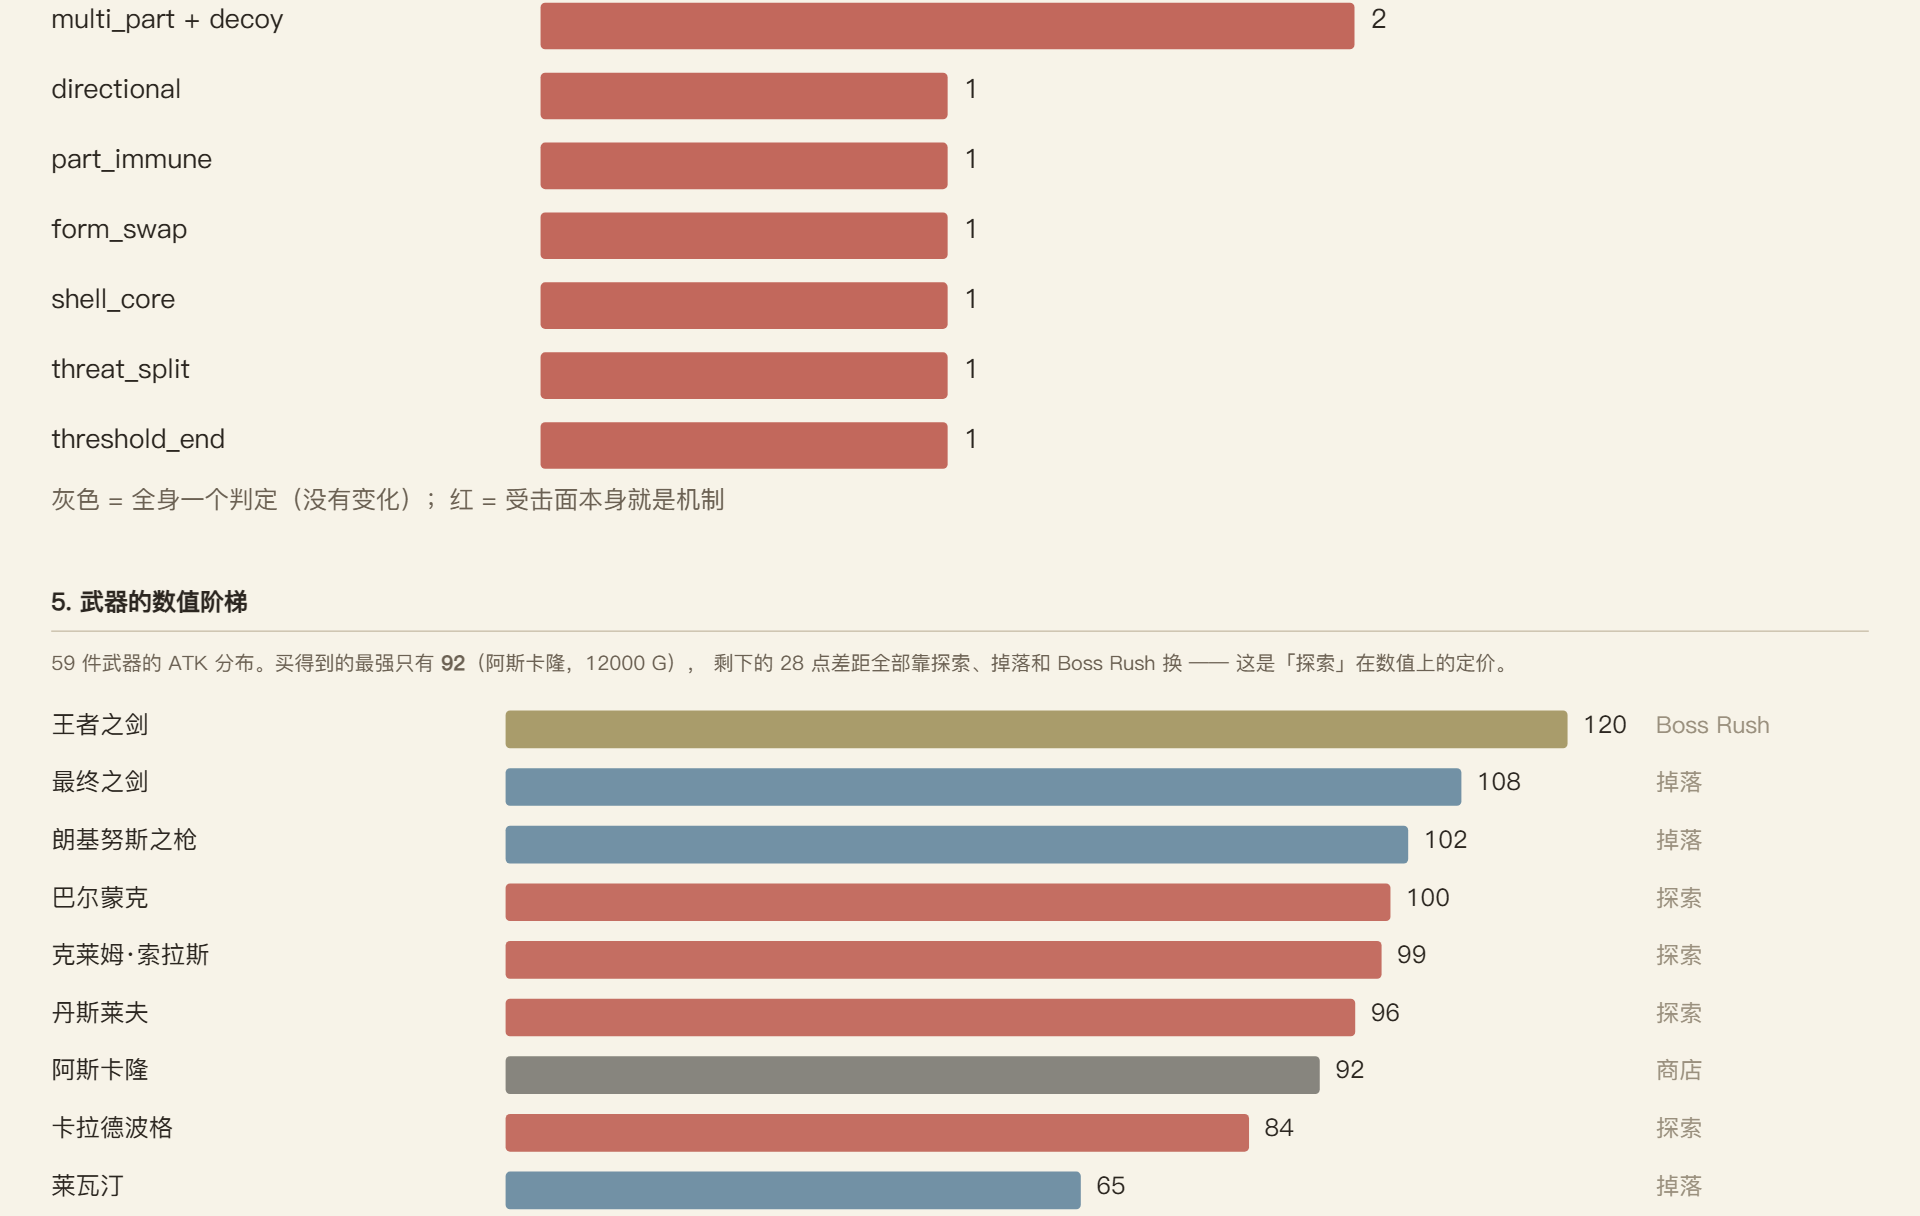 multi_part + decoy 2
directional 1
part_immune 1
form_swap 1
shell_core 1
threat_split 1
threshold_end 1
灰色 = 全身一个判定（没有变化）；红 = 受击面本身就是机制
5. 武器的数值阶梯
59 件武器的 ATK 分布。买得到的最强只有 92（阿斯卡隆，12000 G）， 剩下的 28 点差距全部靠探索、掉落和 Boss Rush 换 —— 这是「探索」在数值上的定价。
王者之剑 120 Boss Rush
最终之剑 108 掉落
朗基努斯之枪 102 掉落
巴尔蒙克 100 探索
克莱姆·索拉斯 99 探索
丹斯莱夫 96 探索
阿斯卡隆 92 商店
卡拉德波格 84 探索
莱瓦汀 65 掉落